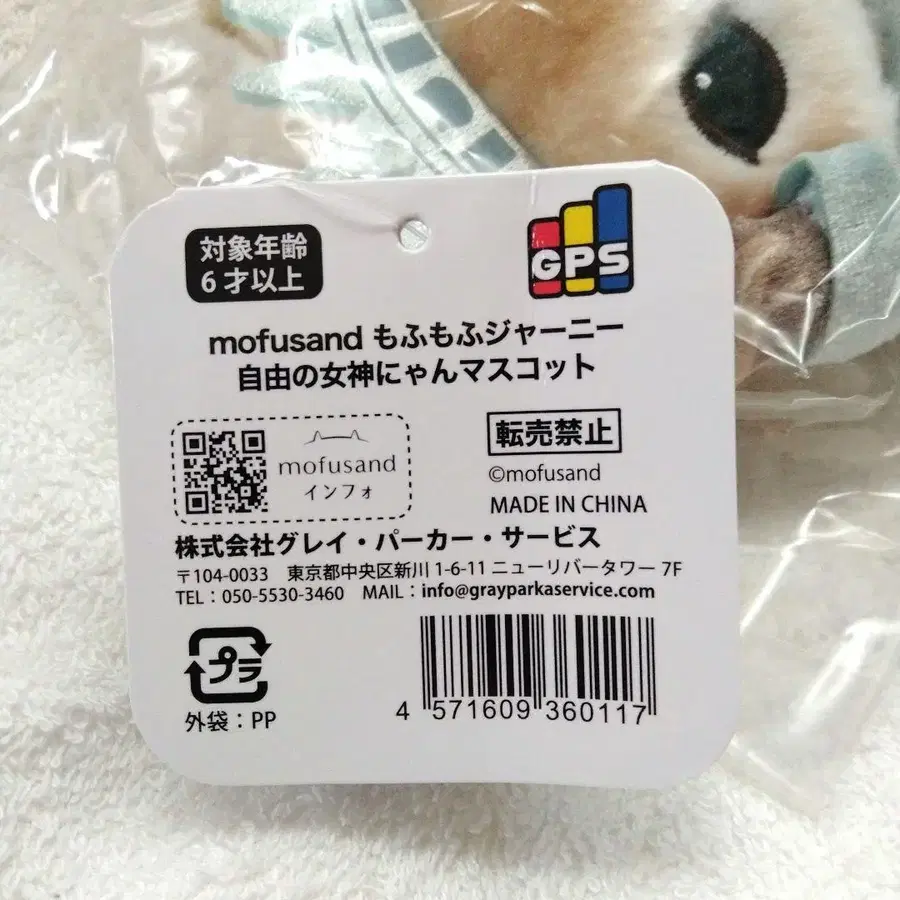 対象年齢
6才以上
GPS
mofusand もふもふジャーニー
自由の女神にゃんマスコット
mofusand
インフォ
転売禁止
©mofusand
MADE IN CHINA
株式会社グレイ・パーカー・サービス
〒104-0033　東京都中央区新川 1-6-11 ニューリバータワー 7F
TEL：050-5530-3460　MAIL：info@grayparkaservice.com
プラ
外袋：PP
4 571609 360117